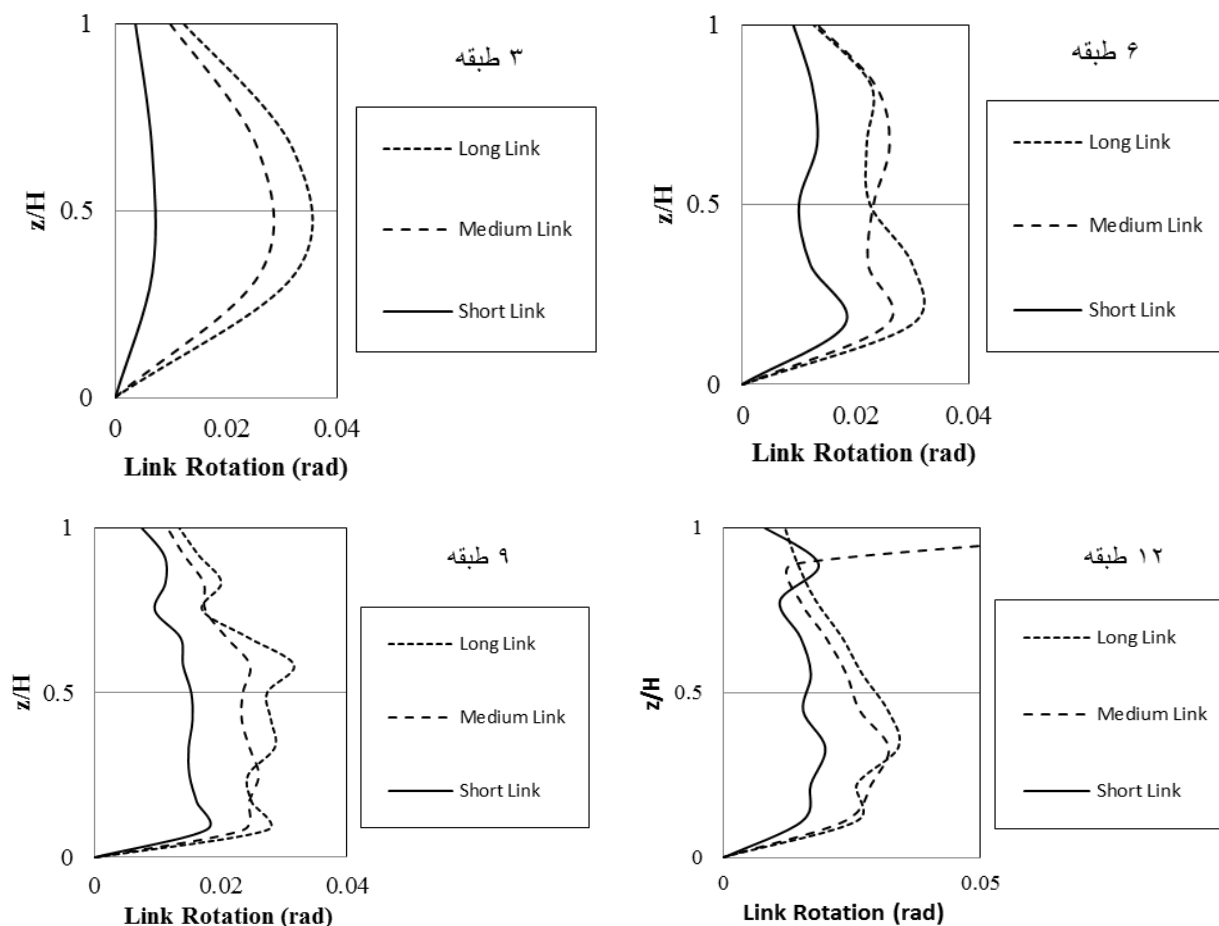 ۳ طبقه
z/H
1
0.5
0
0
0.02
0.04
Link Rotation (rad)
Long Link
Medium Link
Short Link
۶ طبقه
z/H
1
0.5
0
0
0.02
0.04
Link Rotation (rad)
Long Link
Medium Link
Short Link
۹ طبقه
z/H
1
0.5
0
0
0.02
0.04
Link Rotation (rad)
Long Link
Medium Link
Short Link
۱۲ طبقه
z/H
1
0.5
0
0
0.05
Link Rotation (rad)
Long Link
Medium Link
Short Link